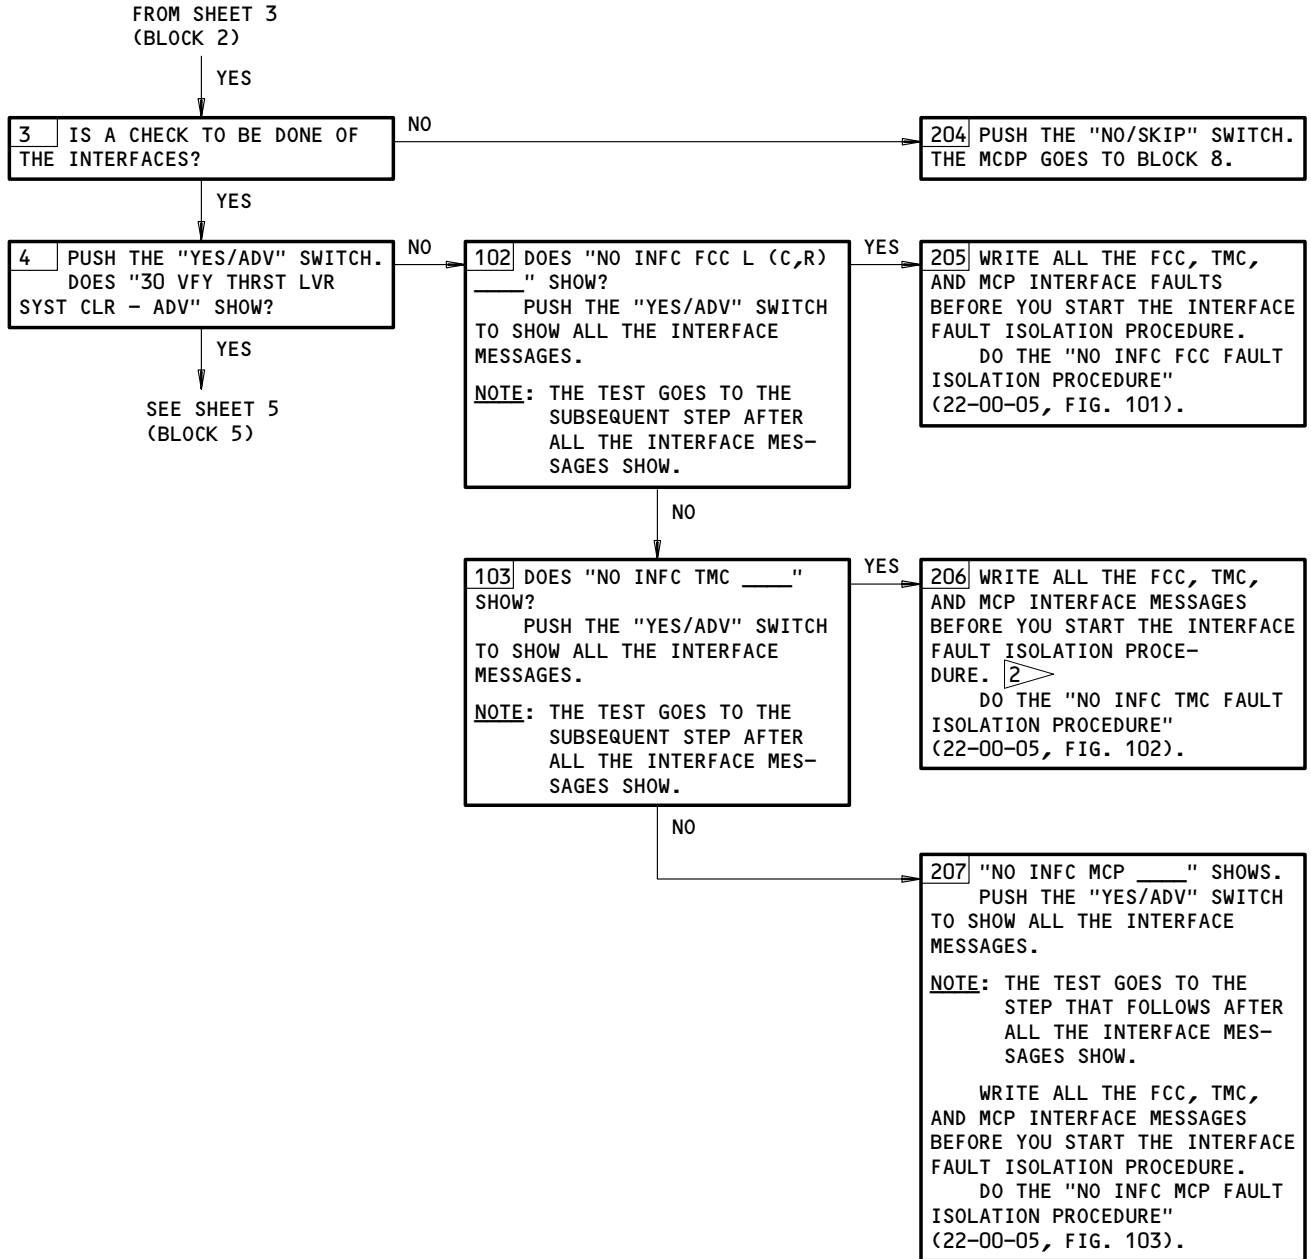 FROM SHEET 3
(BLOCK 2)
YES
3 IS A CHECK TO BE DONE OF
THE INTERFACES?
NO
204 PUSH THE "NO/SKIP" SWITCH.
THE MCDP GOES TO BLOCK 8.
YES
4 PUSH THE "YES/ADV" SWITCH.
DOES "30 VFY THRST LVR
SYST CLR - ADV" SHOW?
NO
102 DOES "NO INFC FCC L (C,R)
____" SHOW?
PUSH THE "YES/ADV" SWITCH
TO SHOW ALL THE INTERFACE
MESSAGES.
NOTE: THE TEST GOES TO THE
SUBSEQUENT STEP AFTER
ALL THE INTERFACE MES-
SAGES SHOW.
YES
205 WRITE ALL THE FCC, TMC,
AND MCP INTERFACE FAULTS
BEFORE YOU START THE INTERFACE
FAULT ISOLATION PROCEDURE.
DO THE "NO INFC FCC FAULT
ISOLATION PROCEDURE"
(22-00-05, FIG. 101).
YES
SEE SHEET 5
(BLOCK 5)
NO
103 DOES "NO INFC TMC ____"
SHOW?
PUSH THE "YES/ADV" SWITCH
TO SHOW ALL THE INTERFACE
MESSAGES.
NOTE: THE TEST GOES TO THE
SUBSEQUENT STEP AFTER
ALL THE INTERFACE MES-
SAGES SHOW.
YES
206 WRITE ALL THE FCC, TMC,
AND MCP INTERFACE MESSAGES
BEFORE YOU START THE INTERFACE
FAULT ISOLATION PROCE-
DURE. 2
DO THE "NO INFC TMC FAULT
ISOLATION PROCEDURE"
(22-00-05, FIG. 102).
NO
207 "NO INFC MCP ____" SHOWS.
PUSH THE "YES/ADV" SWITCH
TO SHOW ALL THE INTERFACE
MESSAGES.
NOTE: THE TEST GOES TO THE
STEP THAT FOLLOWS AFTER
ALL THE INTERFACE MES-
SAGES SHOW.
WRITE ALL THE FCC, TMC,
AND MCP INTERFACE MESSAGES
BEFORE YOU START THE INTERFACE
FAULT ISOLATION PROCEDURE.
DO THE "NO INFC MCP FAULT
ISOLATION PROCEDURE"
(22-00-05, FIG. 103).